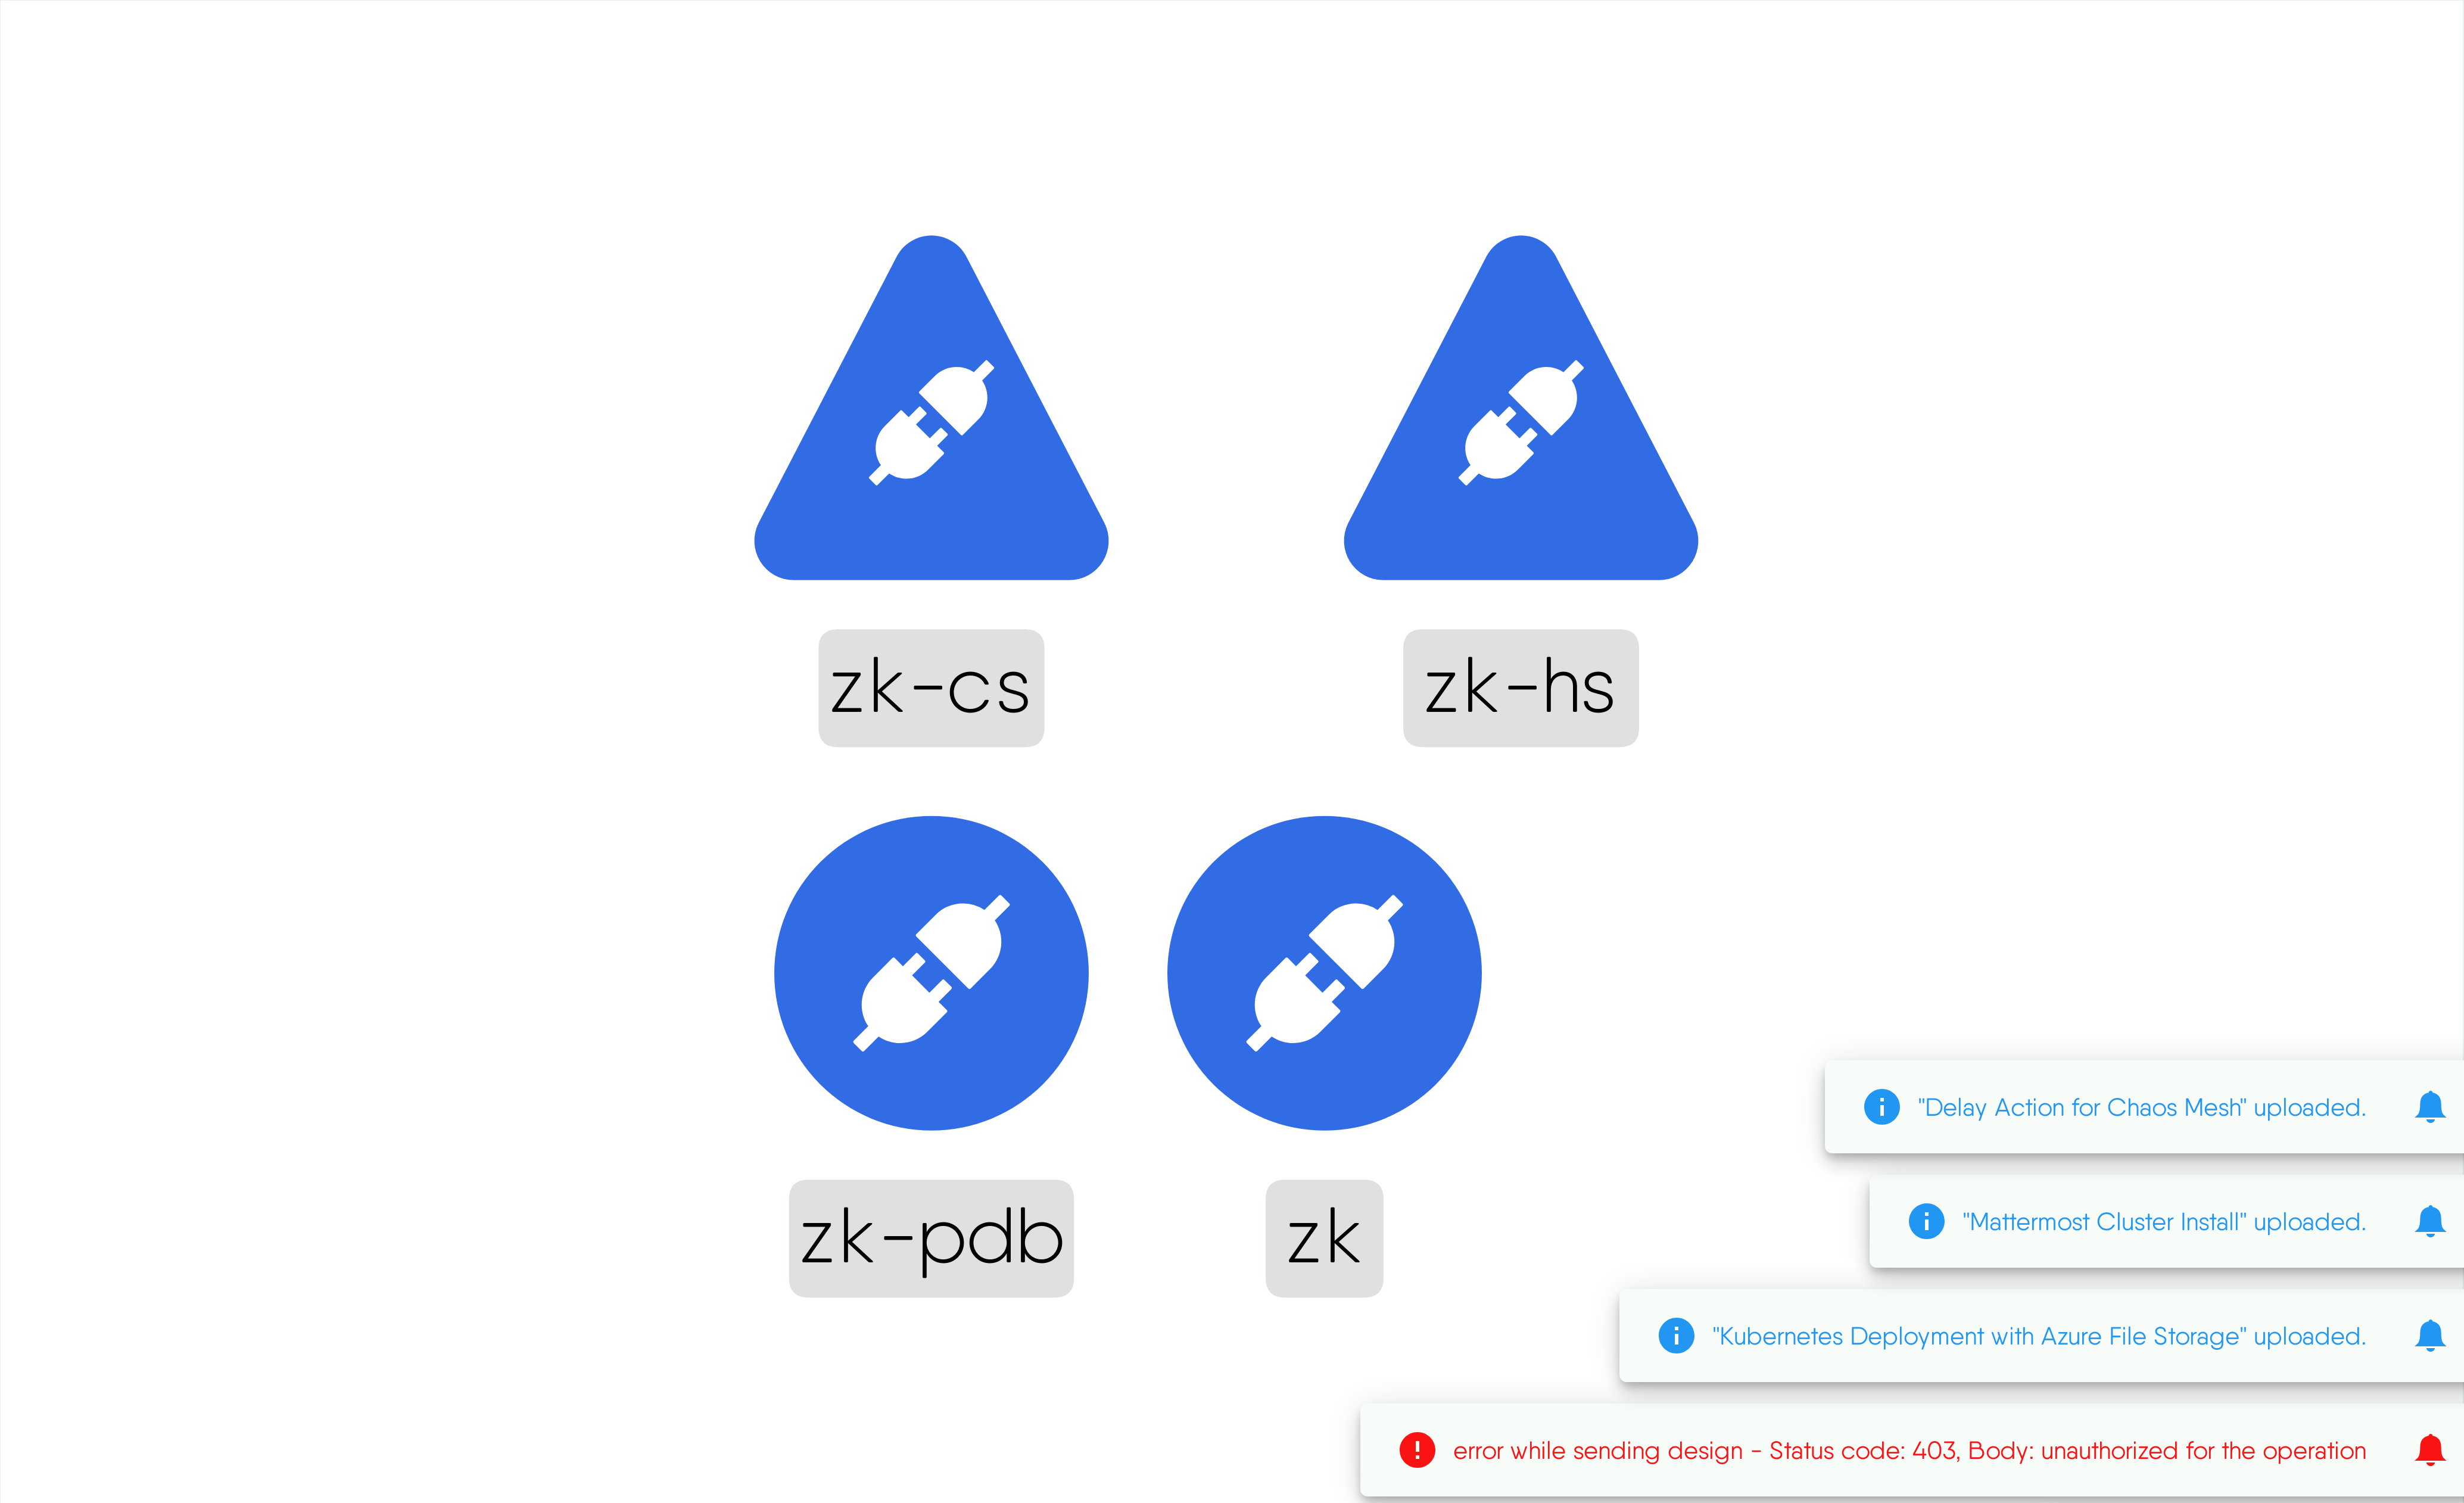 zk-cs
zk-hs
zk-pdb
zk
"Delay Action for Chaos Mesh" uploaded.
"Mattermost Cluster Install" uploaded.
"Kubernetes Deployment with Azure File Storage" uploaded.
error while sending design - Status code: 403, Body: unauthorized for the operation